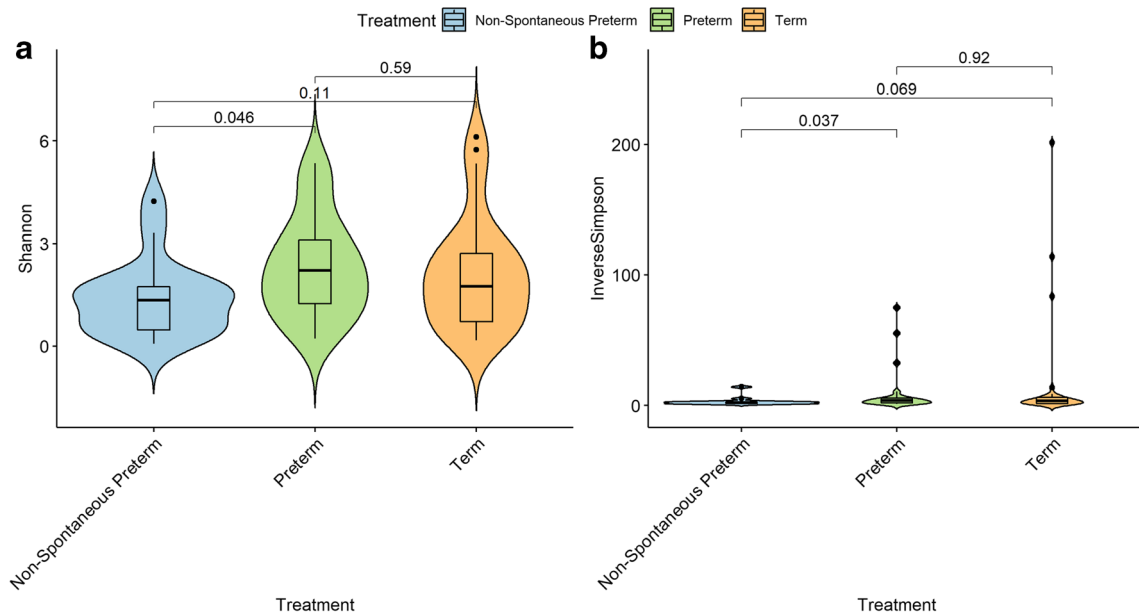 Treatment Non-Spontaneous Preterm Preterm Term
a
0.59
0.11
0.046
6
3
0
Shannon
Non-Spontaneous Preterm
Preterm
Term
Treatment
b
0.92
0.069
0.037
200
100
0
InverseSimpson
Non-Spontaneous Preterm
Preterm
Term
Treatment